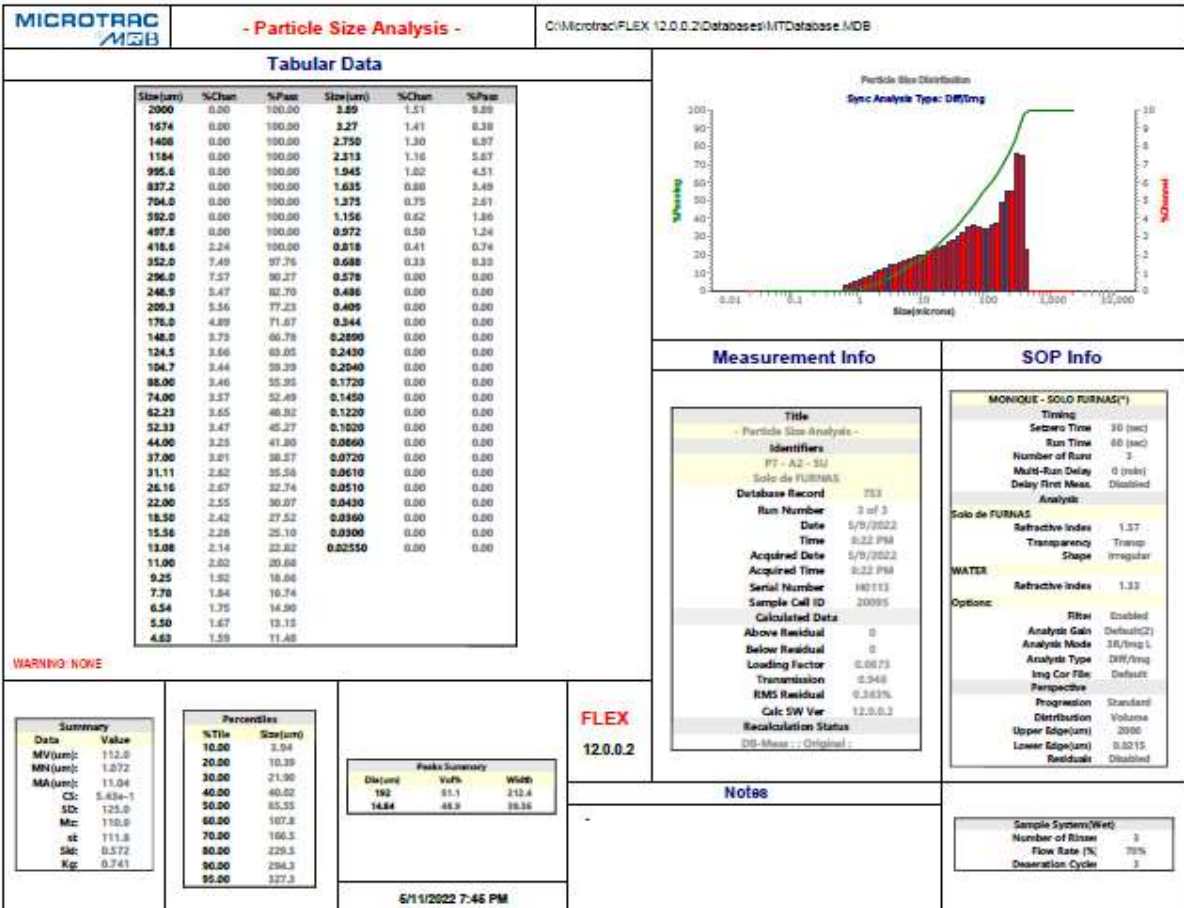 MICROTRAC
MRB
- Particle Size Analysis -
C:\Microtrac\FLEX 12.0.0.2\Databases\MTDatabase.MDB
Tabular Data
Size(um) %Chan %Pass Size(um) %Chan %Pass
2000 0.00 100.00 3.89 1.51 9.89
1674 0.00 100.00 3.27 1.41 8.38
1408 0.00 100.00 2.750 1.30 6.97
1184 0.00 100.00 2.313 1.16 5.67
995.6 0.00 100.00 1.945 1.02 4.51
837.2 0.00 100.00 1.635 0.88 3.49
704.0 0.00 100.00 1.375 0.75 2.61
592.0 0.00 100.00 1.156 0.62 1.86
497.8 0.00 100.00 0.972 0.50 1.24
418.6 2.24 100.00 0.818 0.41 0.74
352.0 7.49 97.76 0.688 0.33 0.33
296.0 7.57 90.27 0.578 0.00 0.00
248.9 5.47 82.70 0.486 0.00 0.00
209.3 5.56 77.23 0.409 0.00 0.00
176.0 4.89 71.67 0.344 0.00 0.00
148.0 3.73 66.78 0.2890 0.00 0.00
124.5 3.66 63.05 0.2430 0.00 0.00
104.7 3.44 59.39 0.2040 0.00 0.00
88.00 3.46 55.95 0.1720 0.00 0.00
74.00 3.57 52.49 0.1450 0.00 0.00
62.23 3.65 48.92 0.1220 0.00 0.00
52.33 3.47 45.27 0.1020 0.00 0.00
44.00 3.23 41.80 0.0860 0.00 0.00
37.00 3.01 38.57 0.0720 0.00 0.00
31.11 2.82 35.56 0.0610 0.00 0.00
26.16 2.67 32.74 0.0510 0.00 0.00
22.00 2.55 30.07 0.0430 0.00 0.00
18.50 2.42 27.52 0.0360 0.00 0.00
15.56 2.28 25.10 0.0300 0.00 0.00
13.08 2.14 22.82 0.02550 0.00 0.00
11.00 2.02 20.68
9.25 1.92 18.66
7.78 1.84 16.74
6.54 1.75 14.90
5.50 1.67 13.15
4.63 1.59 11.48
WARNING: NONE
Particle Size Distribution
Sync Analysis Type: Diff/Img
%Passing
100
90
80
70
60
50
40
30
20
10
0
%Channel
10
9
8
7
6
5
4
3
2
1
0
0.01 0.1 1 10 100 1,000 10,000
Size(microns)
Measurement Info
Title
- Particle Size Analysis -
Identifiers
P7 - A2 - SU
Solo de FURNAS
Database Record 753
Run Number 3 of 3
Date 5/9/2022
Time 8:22 PM
Acquired Date 5/9/2022
Acquired Time 8:22 PM
Serial Number H0113
Sample Cell ID 20095
Calculated Data
Above Residual 0
Below Residual 0
Loading Factor 0.0073
Transmission 0.948
RMS Residual 0.243%
Calc SW Ver 12.0.0.2
Recalculation Status
DB-Meas : : Original :
SOP Info
MONIQUE - SOLO FURNAS(*)
Timing
Setzero Time 30 (sec)
Run Time 60 (sec)
Number of Runs 3
Multi-Run Delay 0 (min)
Delay First Meas. Disabled
Analysis
Solo de FURNAS
Refractive Index 1.57
Transparency Transp
Shape Irregular
WATER
Refractive Index 1.33
Options:
Filter Enabled
Analysis Gain Default(2)
Analysis Mode
Analysis Type Diff/Img
Img Cor File: Default
Perspective
Progression Standard
Distribution Volume
Upper Edge(um) 2000
Lower Edge(um) 0.0215
Residuals Disabled
Summary
Data Value
MV(um): 112.0
MN(um): 1.072
MA(um): 11.04
CS: 5.43e-1
SD: 125.0
Mz: 110.0
si: 111.8
Ski: 0.572
Kg: 0.741
Percentiles
%Tile Size(um)
10.00 3.94
20.00 10.39
30.00 21.90
40.00 40.02
50.00 65.55
60.00 107.8
70.00 166.5
80.00 229.5
90.00 294.3
95.00 327.3
Peaks Summary
Dia(um) Vol% Width
192 51.1 212.4
14.84 48.9
5/11/2022 7:45 PM
FLEX
12.0.0.2
Notes
-
Sample System(Wet)
Number of Rinses 3
Flow Rate (%) 70%
Deaeration Cycles 3